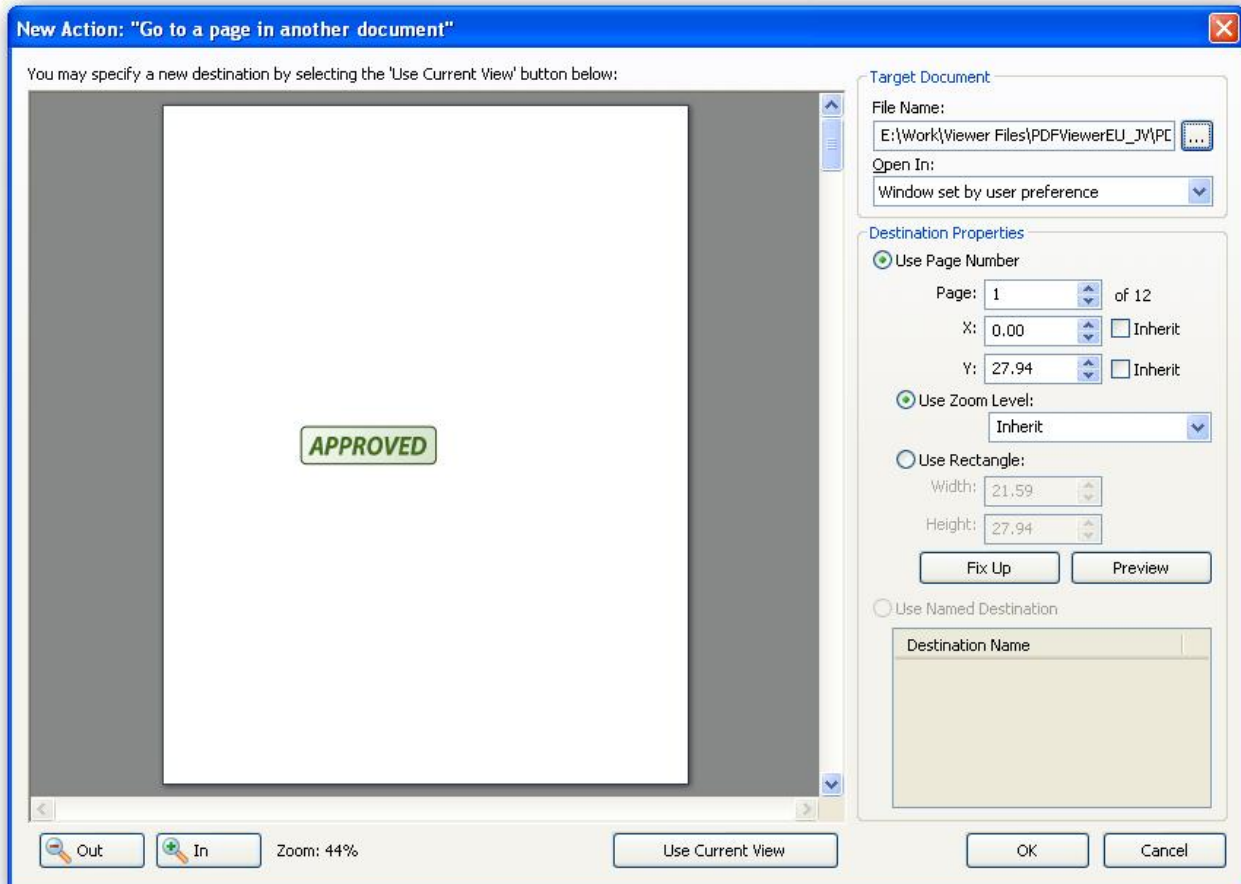 New Action: "Go to a page in another document"
You may specify a new destination by selecting the 'Use Current View' button below:
APPROVED
Zoom: 44%
Out
In
Use Current View
Target Document
File Name:
E:\Work\Viewer Files\PDFViewerEU_JV\PD
...
Open In:
Window set by user preference
Destination Properties
Use Page Number
Page: 1 of 12
X: 0.00 Inherit
Y: 27.94 Inherit
Use Zoom Level:
Inherit
Use Rectangle:
Width: 21.59
Height: 27.94
Fix Up Preview
Use Named Destination
Destination Name
OK Cancel